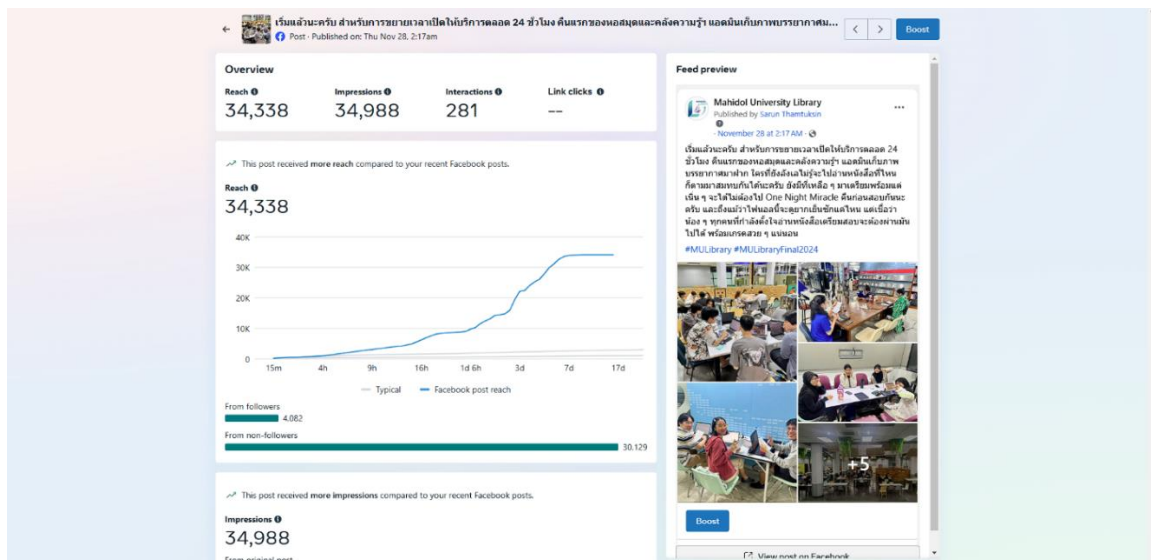 เริ่มแล้วนะครับ สำหรับการขยายเวลาเปิดให้บริการตลอด 24 ชั่วโมง คืนแรกของหอสมุดและคลังความรู้ฯ แอดมินเก็บภาพบรรยากาศม...
Post · Published on: Thu Nov 28, 2:17am
Boost
Overview
Reach
Impressions
Interactions
Link clicks
34,338
34,988
281
--
This post received more reach compared to your recent Facebook posts.
Reach
34,338
40K
30K
20K
10K
0
15m 4h 9h 16h 1d 6h 3d 7d 17d
Typical Facebook post reach
From followers
4,082
From non-followers
30,129
This post received more impressions compared to your recent Facebook posts.
Impressions
34,988
From original post
Feed preview
Mahidol University Library
Published by Sarun Thamtuksin
· November 28 at 2:17 AM ·
เริ่มแล้วนะครับ สำหรับการขยายเวลาเปิดให้บริการตลอด 24
ชั่วโมง คืนแรกของหอสมุดและคลังความรู้ฯ แอดมินเก็บภาพ
บรรยากาศมาฝาก ใครที่ยังลังเลไม่รู้จะไปอ่านหนังสือที่ไหน
ก็ตามมาสมทบกันได้นะครับ ยังมีที่เหลือ ๆ มาเตรียมพร้อมแต่
เนิ่น ๆ จะได้ไม่ต้องไป One Night Miracle คืนก่อนสอบกันนะ
ครับ และถึงแม้ว่าไฟนอลนี้จะดูยากเย็นซักแค่ไหน แต่เชื่อว่า
น้อง ๆ ทุกคนที่กำลังตั้งใจอ่านหนังสือเตรียมสอบจะต้องผ่านมัน
ไปได้ พร้อมเกรดสวย ๆ แน่นอน
#MULibrary #MULibraryFinal2024
+5
Boost
View post on Facebook